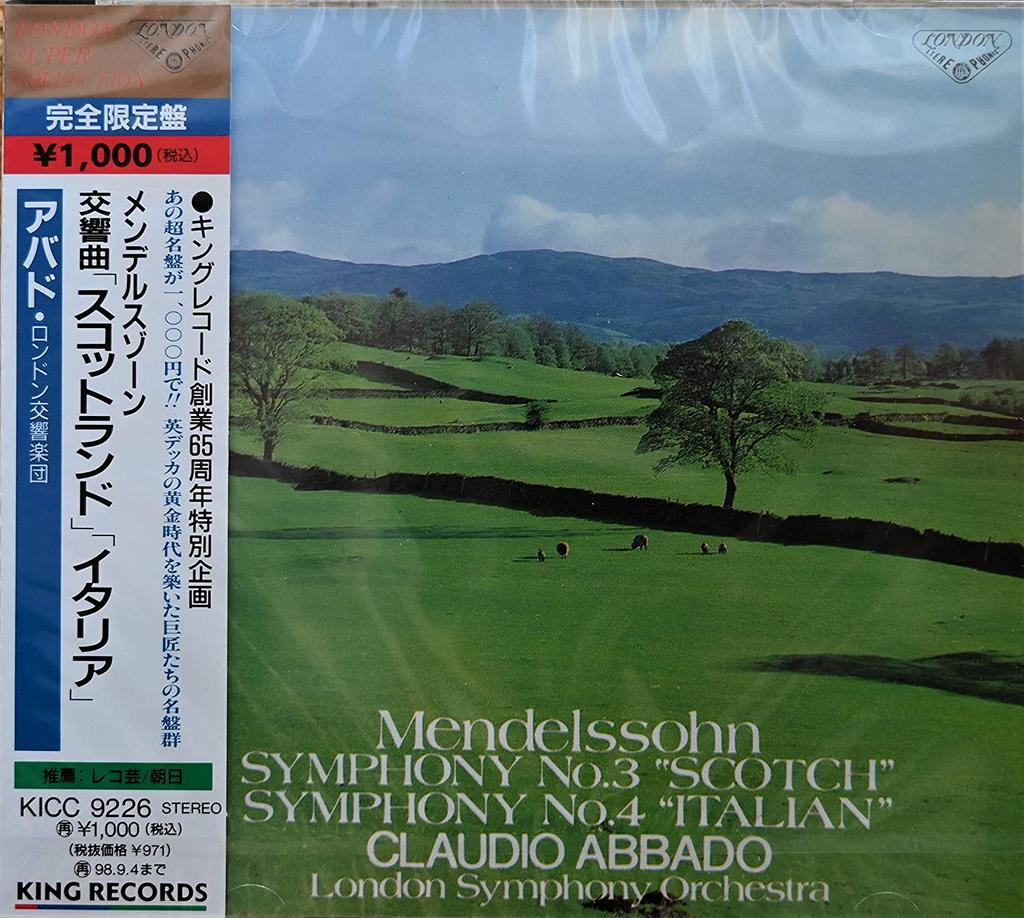 LONDON
SUPER
COLLECTION
LONDON
STEREOPHONIC
完全限定盤
¥1,000(税込)
●キングレコード創業65周年特別企画
あの超名盤が一、〇〇〇円で!! 英デッカの黄金時代を築いた巨匠たちの名盤群
メンデルスゾーン
交響曲「スコットランド」「イタリア」
アバド・ロンドン交響楽団
推薦:レコ芸/朝日
KICC 9226 STEREO
再¥1,000(税込)
(税抜価格 ¥971)
再98.9.4まで
KING RECORDS
LONDON
STEREOPHONIC
Mendelssohn
SYMPHONY No.3 “SCOTCH”
SYMPHONY No.4 “ITALIAN”
CLAUDIO ABBADO
London Symphony Orchestra